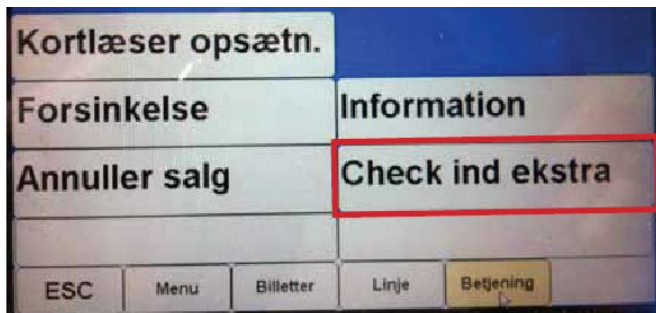 Kortlæser opsætn.
Forsinkelse Information
Annuller salg Check ind ekstra
ESC Menu Billetter Linje Betjening